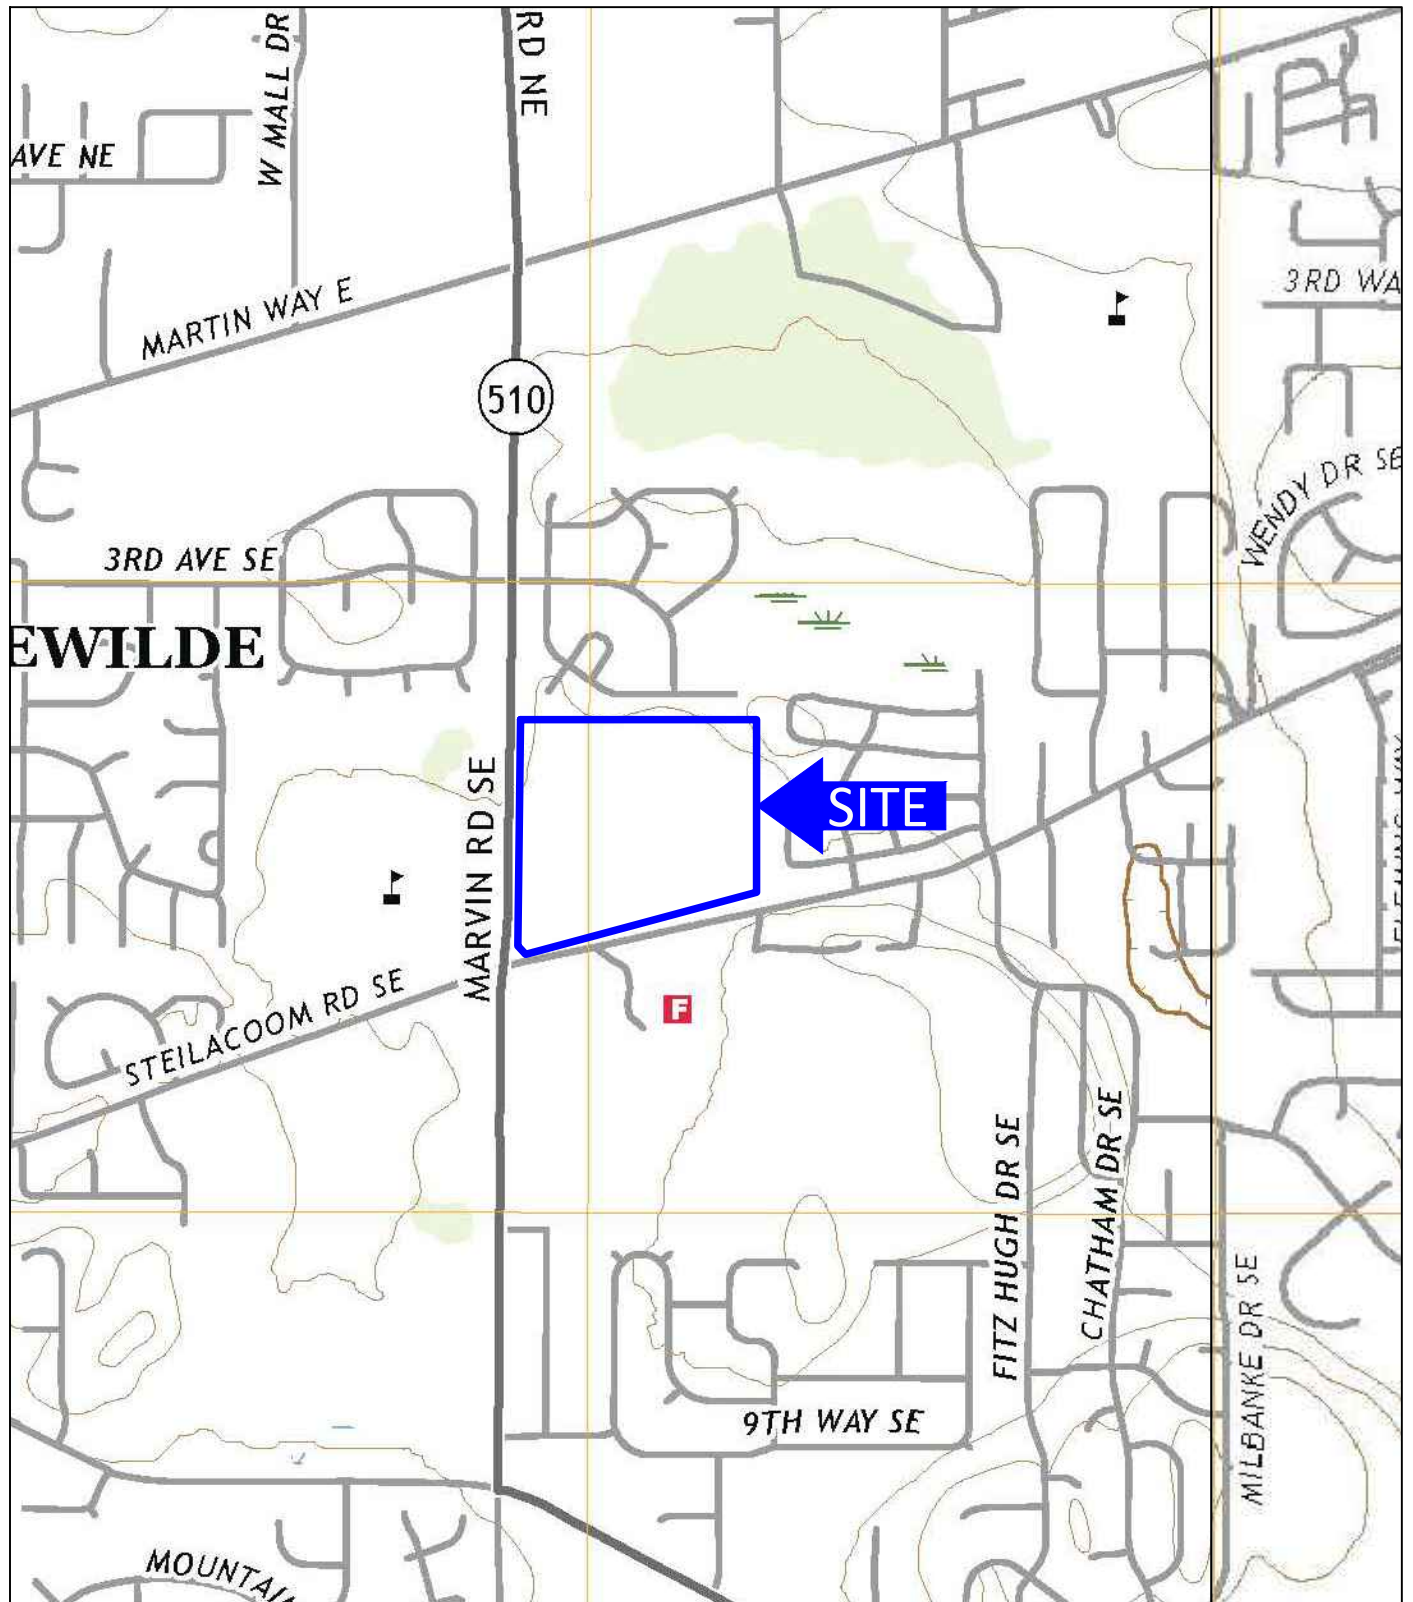 RD NE
W MALL DR
AVE NE
MARTIN WAY E
3RD WA
510
WENDY DR SE
3RD AVE SE
EWILDE
MARVIN RD SE
SITE
STEILACOOM RD SE
F
FITZ HUGH DR SE
CHATHAM DR SE
MILBANKE DR SE
9TH WAY SE
MOUNTAI